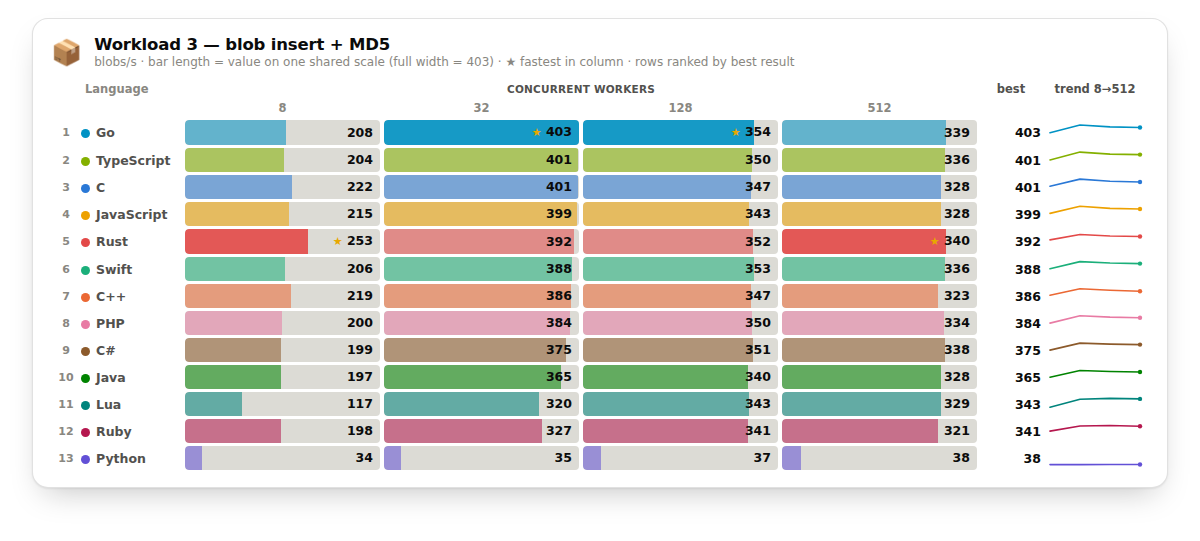 📦 Workload 3 — blob insert + MD5
blobs/s · bar length = value on one shared scale (full width = 403) · ★ fastest in column · rows ranked by best result
Language CONCURRENT WORKERS best trend 8→512
8 32 128 512
1 Go 208 ★ 403 ★ 354 339 403
2 TypeScript 204 401 350 336 401
3 C 222 401 347 328 401
4 JavaScript 215 399 343 328 399
5 Rust ★ 253 392 352 ★ 340 392
6 Swift 206 388 353 336 388
7 C++ 219 386 347 323 386
8 PHP 200 384 350 334 384
9 C# 199 375 351 338 375
10 Java 197 365 340 328 365
11 Lua 117 320 343 329 343
12 Ruby 198 327 341 321 341
13 Python 34 35 37 38 38